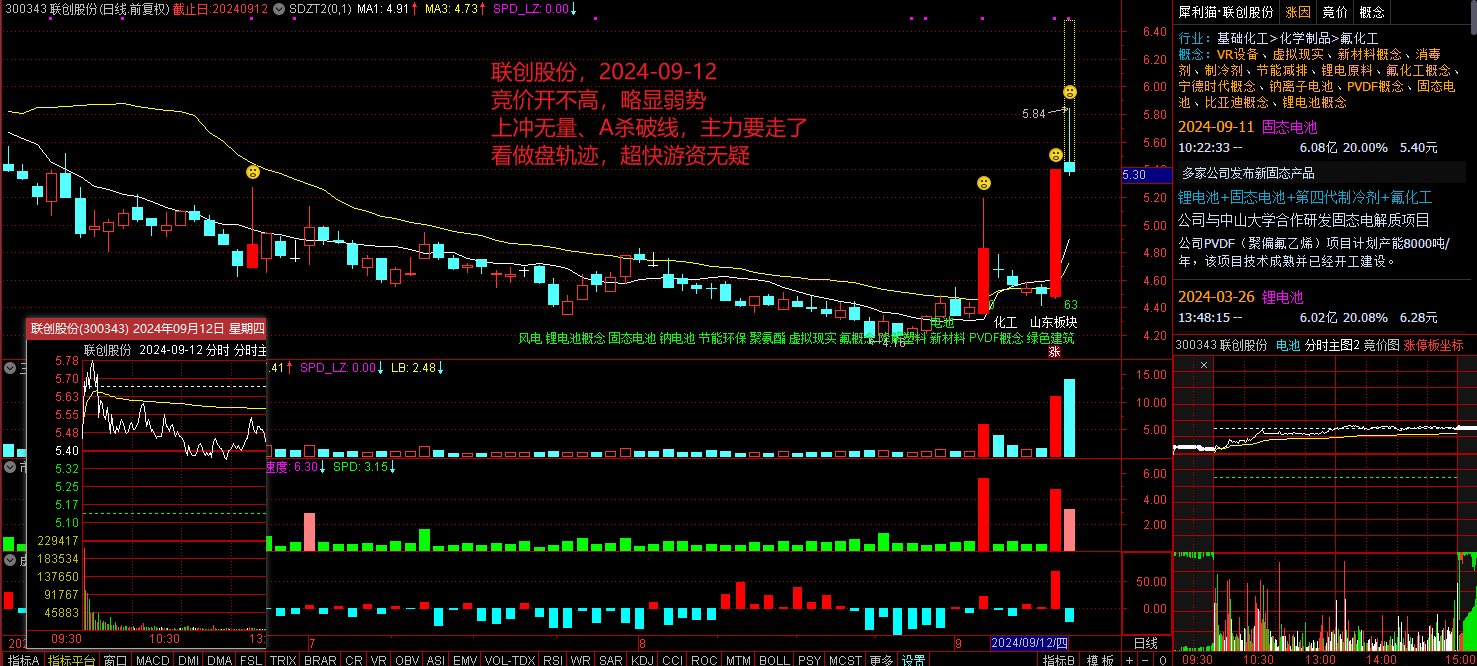 300343 联创股份(日线.前复权) 截止日:20240912 SDZT2(0,1) MA1: 4.91↑ MA3: 4.73↑ SPD_LZ: 0.00↓
联创股份，2024-09-12
竞价开不高，略显弱势
上冲无量、A杀破线，主力要走了
看做盘轨迹，超快游资无疑
5.84
6.40
6.20
6.00
5.80
5.60
5.30
5.20
5.00
4.80
4.60
4.40
4.20
63
化工 山东板块
风电 锂电池概念 固态电池 钠电池 节能环保 聚氨酯 虚拟现实 氟概念
新材料 PVDF概念 绿色建筑
4.16
涨
联创股份(300343) 2024年09月12日 星期四
联创股份 2024-09-12 分时 分时主
5.78
5.70
5.63
5.55
5.48
5.40
5.32
5.25
5.17
5.10
229417
183534
137650
91767
45883
09:30 10:30 13:
.41↑ SPD_LZ: 0.00↓ LB: 2.48↓
15.00
10.00
5.00
速度: 6.30↓ SPD: 3.15↓
6.00
4.00
2.00
50.00
0.00
202
7 8 9 2024/09/12/四 日线
指标A 指标平台 窗口 MACD DMI DMA FSL TRIX BRAR CR VR OBV ASI EMV VOL-TDX RSI WR SAR KDJ CCI ROC MTM BOLL PSY MCST 更多 设置 指标B 模板 + - 0
犀利猫·联创股份 涨因 竞价 概念
行业: 基础化工>化学制品>氟化工
概念: VR设备、虚拟现实、新材料概念、消毒
剂、制冷剂、节能减排、锂电原料、氟化工概念、
宁德时代概念、钠离子电池、PVDF概念、固态电
池、比亚迪概念、锂电池概念
2024-09-11 固态电池
10:22:33 -- 6.08亿 20.00% 5.40元
多家公司发布新固态产品
锂电池+固态电池+第四代制冷剂+氟化工
公司与中山大学合作研发固态电解质项目
公司PVDF（聚偏氟乙烯）项目计划产能8000吨/
年，该项目技术成熟并已经开工建设。
2024-03-26 锂电池
13:48:15 -- 6.02亿 20.08% 6.28元
300343 联创股份 电池 分时主图2 竞价图 涨停板坐标
×
09:30 10:30 13:00 14:00 15:00